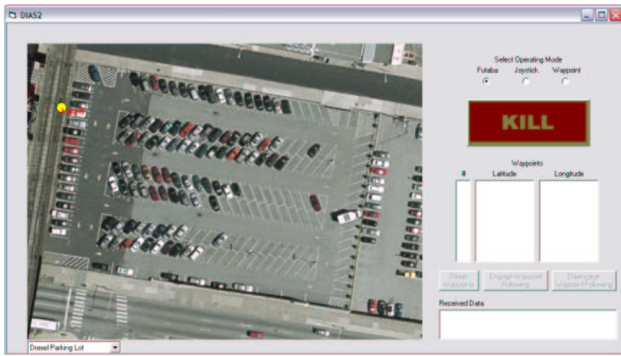 DIAS2
Select Operating Mode
Futaba Joystick Waypoint
KILL
Waypoints
# Latitude Longitude
Reset Waypoints
Engage Waypoint Following
Disengage Waypoint Following
Received Data
Drexel Parking Lot